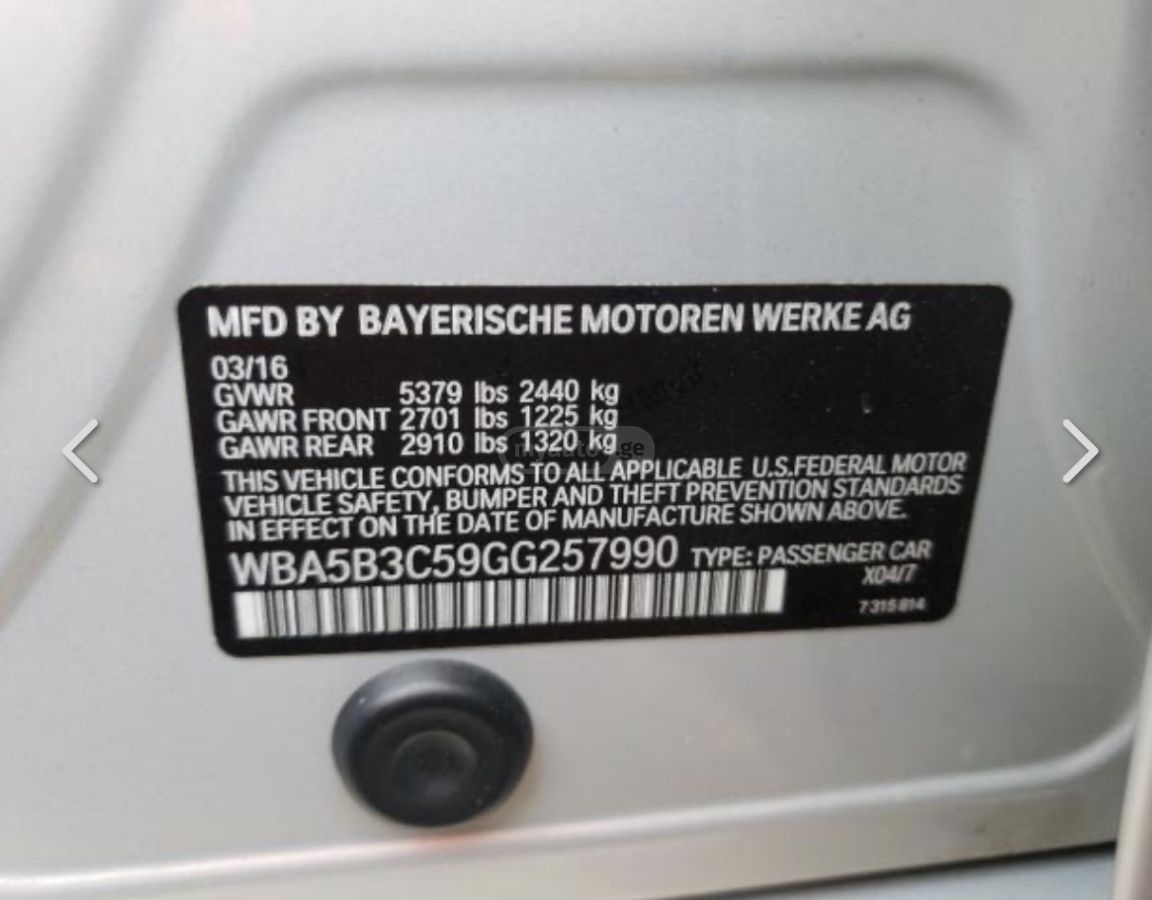 MFD BY BAYERISCHE MOTOREN WERKE AG
03/16
GVWR 5379 lbs 2440 kg
GAWR FRONT 2701 lbs 1225 kg
GAWR REAR 2910 lbs 1320 kg
myauto.ge
THIS VEHICLE CONFORMS TO ALL APPLICABLE U.S.FEDERAL MOTOR
VEHICLE SAFETY, BUMPER AND THEFT PREVENTION STANDARDS
IN EFFECT ON THE DATE OF MANUFACTURE SHOWN ABOVE.
WBA5B3C59GG257990 TYPE: PASSENGER CAR
X04/7
7315814